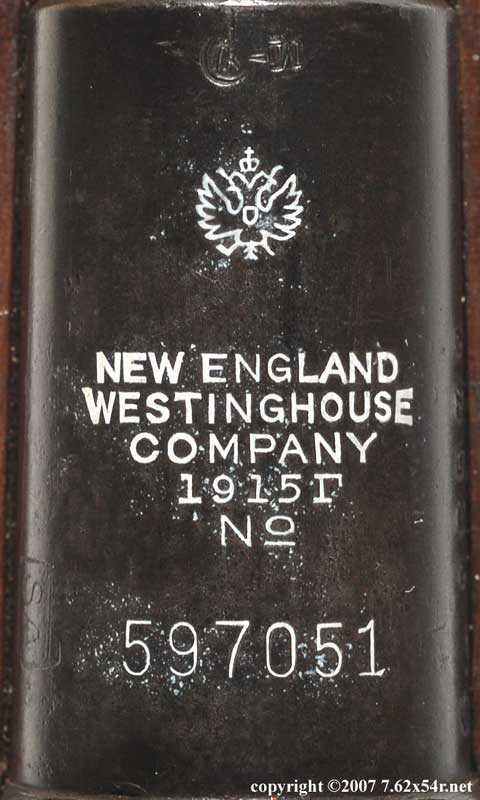 NEW ENGLAND
WESTINGHOUSE
COMPANY
1915Г
No
597051
copyright ©2007 7.62x54r.net